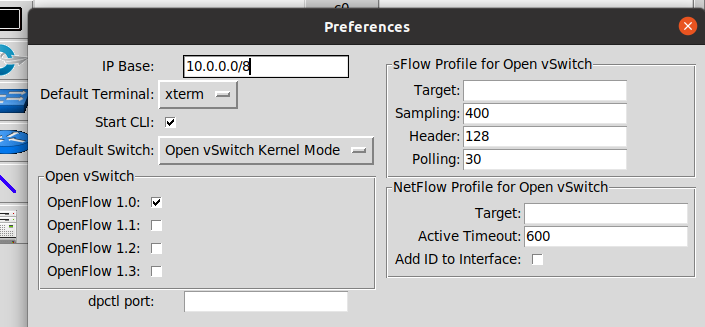 c0
Preferences
IP Base: 10.0.0.0/8
Default Terminal: xterm
Start CLI:
Default Switch: Open vSwitch Kernel Mode
Open vSwitch
OpenFlow 1.0:
OpenFlow 1.1:
OpenFlow 1.2:
OpenFlow 1.3:
dpctl port:
sFlow Profile for Open vSwitch
Target:
Sampling: 400
Header: 128
Polling: 30
NetFlow Profile for Open vSwitch
Target:
Active Timeout: 600
Add ID to Interface: